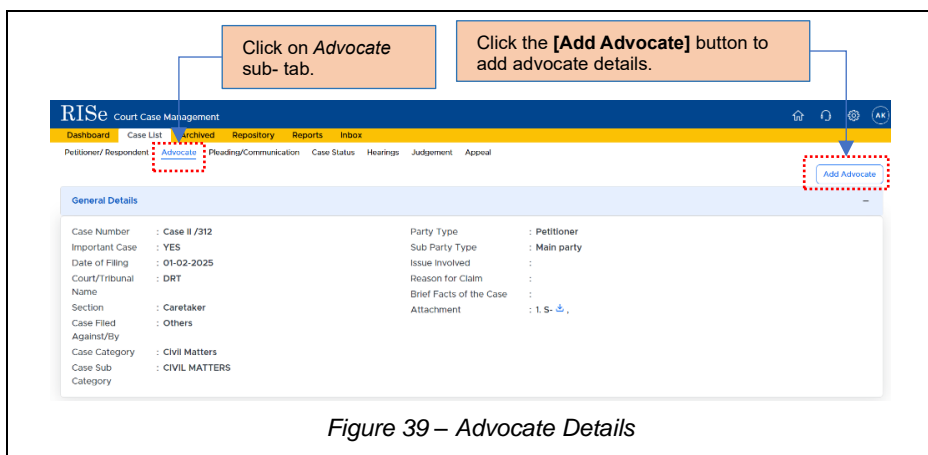 Click on Advocate
sub- tab.
Click the [Add Advocate] button to
add advocate details.
RISe Court Case Management
AK
Dashboard Case List Archived Repository Reports Inbox
Petitioner/ Respondent Advocate Pleading/Communication Case Status Hearings Judgement Appeal
Add Advocate
General Details –
Case Number : Case II /312
Important Case : YES
Date of Filing : 01-02-2025
Court/Tribunal : DRT
Name
Section : Caretaker
Case Filed : Others
Against/By
Case Category : Civil Matters
Case Sub : CIVIL MATTERS
Category
Party Type : Petitioner
Sub Party Type : Main party
Issue Involved :
Reason for Claim :
Brief Facts of the Case :
Attachment : 1. S- ,
Figure 39 – Advocate Details